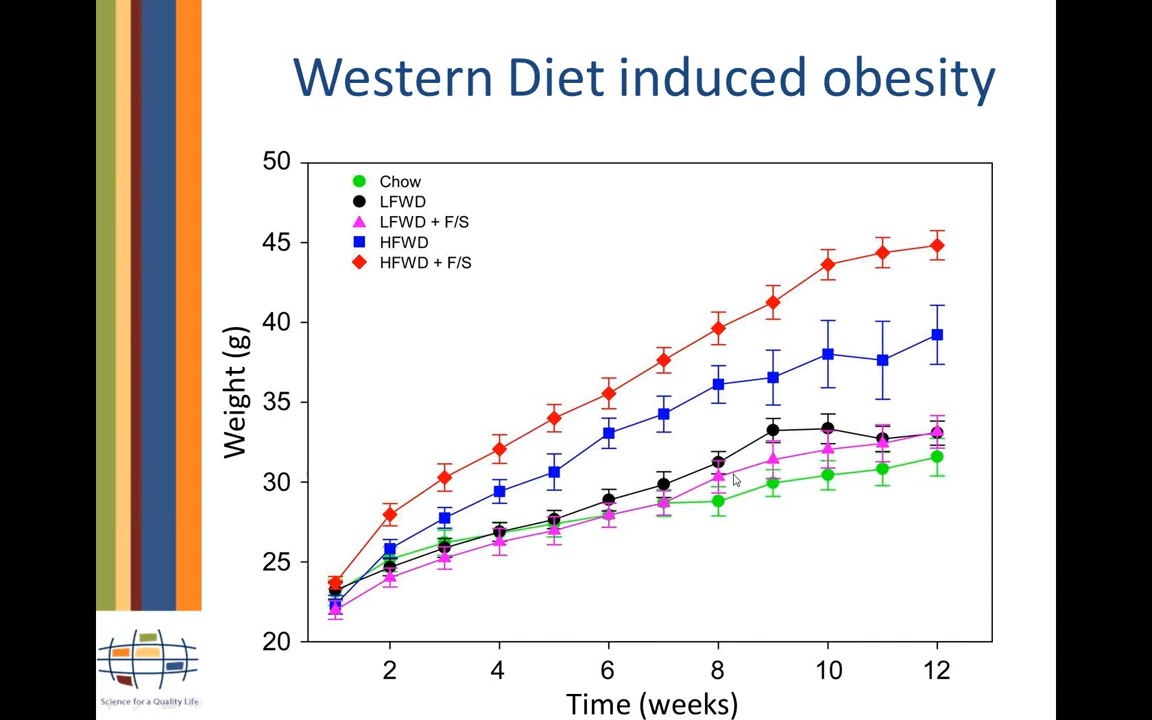 Western Diet induced obesity
50
45
40
35
30
25
20
Weight (g)
Chow
LFWD
LFWD + F/S
HFWD
HFWD + F/S
2 4 6 8 10 12
Time (weeks)
Science for a Quality Life